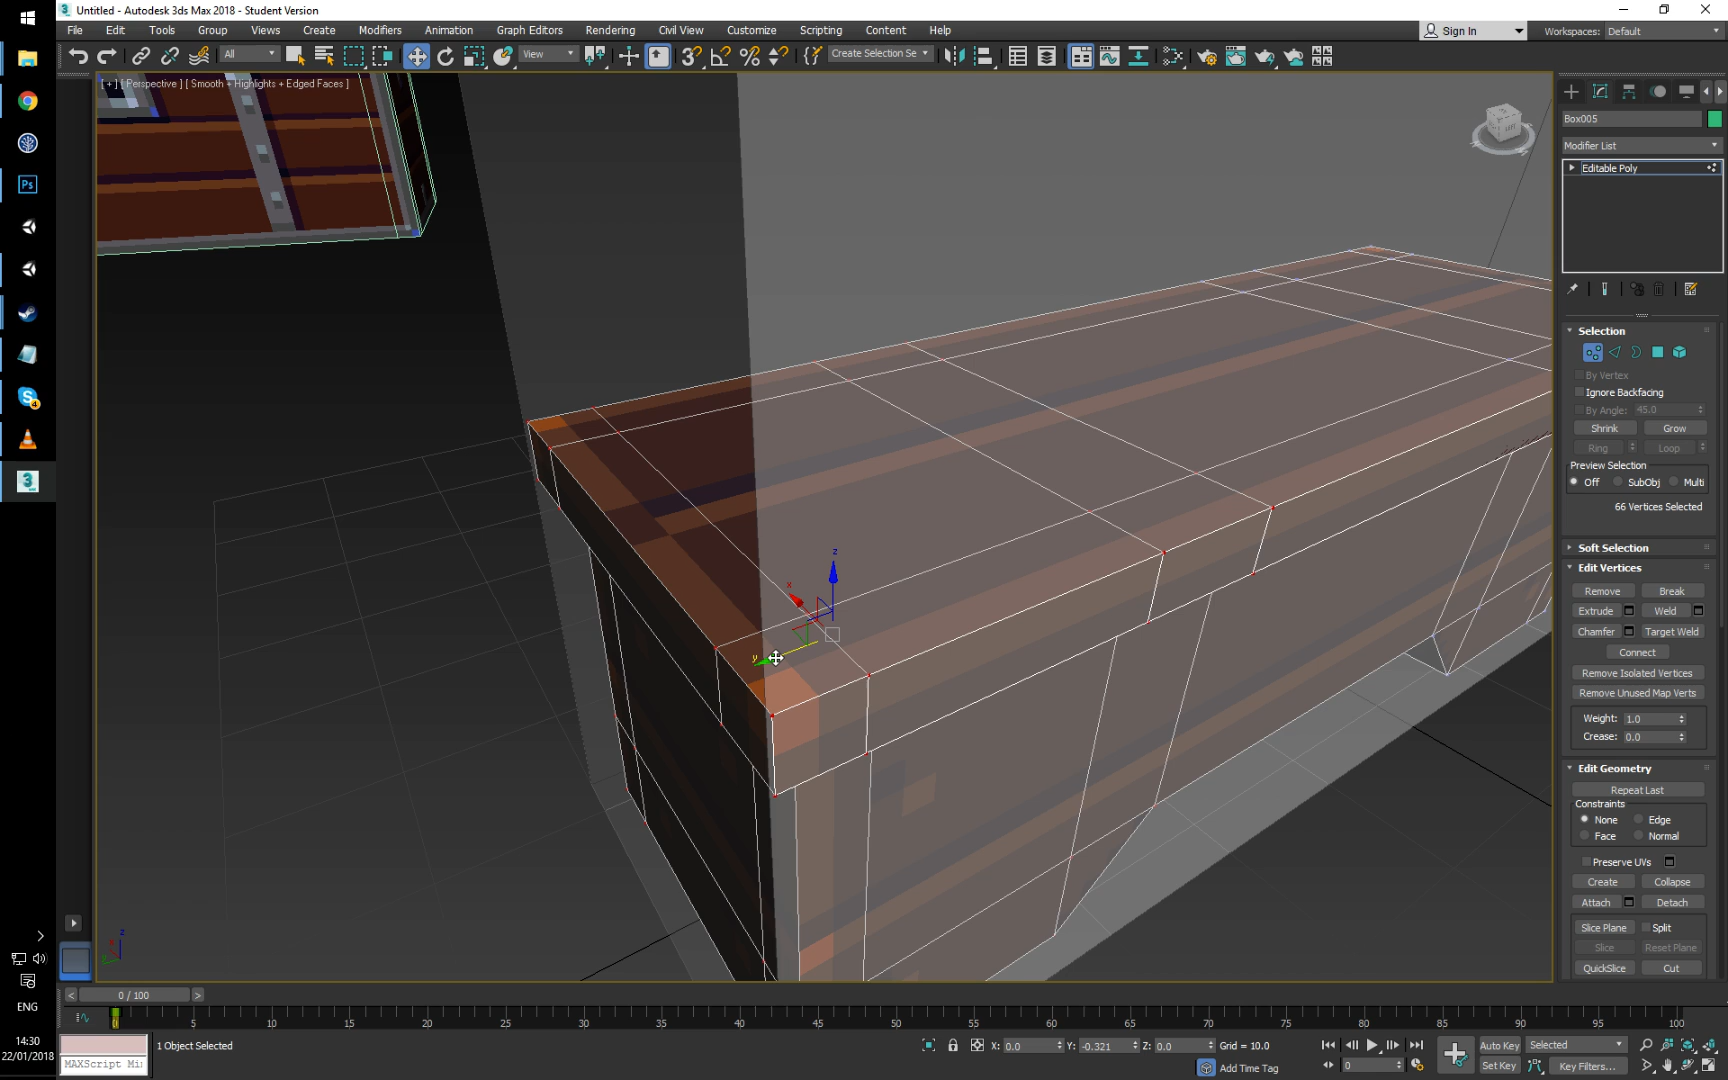 Untitled - Autodesk 3ds Max 2018 - Student Version
File Edit Tools Group Views Create Modifiers Animation Graph Editors Rendering Civil View Customize Scripting Content Help
Sign In
Workspaces: Default
All
View
Create Selection Se
[ + ] [ Perspective ] [ Smooth + Highlights + Edged Faces ]
Box005
Modifier List
Editable Poly
Selection
By Vertex
Ignore Backfacing
By Angle: 45.0
Shrink Grow
Ring Loop
Preview Selection
Off SubObj Multi
66 Vertices Selected
Soft Selection
Edit Vertices
Remove Break
Extrude Weld
Chamfer Target Weld
Connect
Remove Isolated Vertices
Remove Unused Map Verts
Weight: 1.0
Crease: 0.0
Edit Geometry
Repeat Last
Constraints
None Edge
Face Normal
Preserve UVs
Create Collapse
Attach Detach
Slice Plane Split
Slice Reset Plane
QuickSlice Cut
z
x
y
z
Ps
3
ENG
14:30
22/01/2018
< 0 / 100 >
0 5 10 15 20 25 30 35 40 45 50 55 60 65 70 75 80 85 90 95 100
1 Object Selected
X: 0.0 Y: -0.321 Z: 0.0 Grid = 10.0
Add Time Tag
MAXScript Mi
0
Auto Key Selected
Set Key Key Filters...